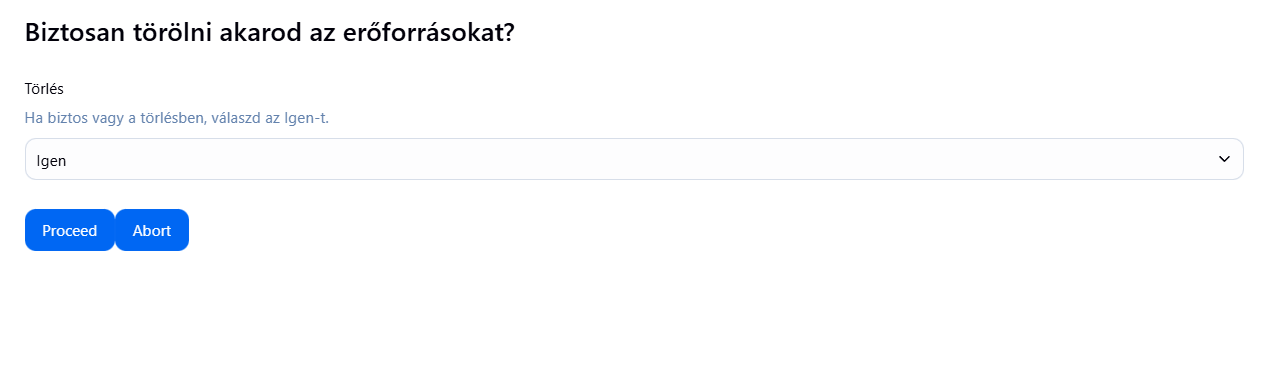 Biztosan törölni akarod az erőforrásokat?
Törlés
Ha biztos vagy a törlésben, válaszd az Igen-t.
Igen
Proceed Abort